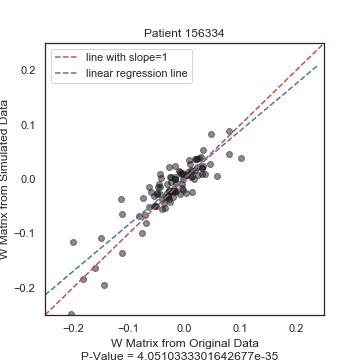 Patient 156334
line with slope=1
linear regression line
W Matrix from Simulated Data
0.2
0.1
0.0
−0.1
−0.2
−0.2 −0.1 0.0 0.1 0.2
W Matrix from Original Data
P-Value = 4.0510333301642677e-35